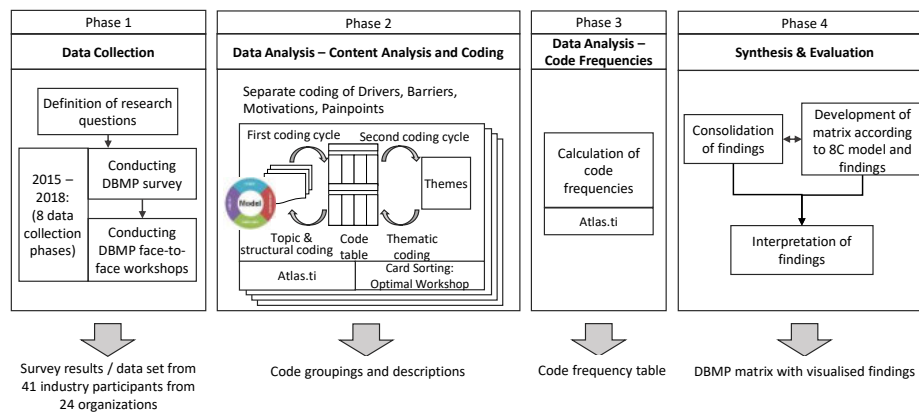 Phase 1
Data Collection
Definition of research
questions
2015 –
2018:
(8 data
collection
phases)
Conducting
DBMP survey
Conducting
DBMP face-to-
face workshops
Survey results / data set from
41 industry participants from
24 organizations
Phase 2
Data Analysis – Content Analysis and Coding
Separate coding of Drivers, Barriers,
Motivations, Painpoints
First coding cycle
Second coding cycle
Model
Themes
Topic &
structural coding
Code
table
Thematic
coding
Atlas.ti
Card Sorting:
Optimal Workshop
Code groupings and descriptions
Phase 3
Data Analysis –
Code Frequencies
Calculation of
code
frequencies
Atlas.ti
Code frequency table
Phase 4
Synthesis & Evaluation
Consolidation
of findings
Development of
matrix according
to 8C model and
findings
Interpretation of
findings
DBMP matrix with visualised findings